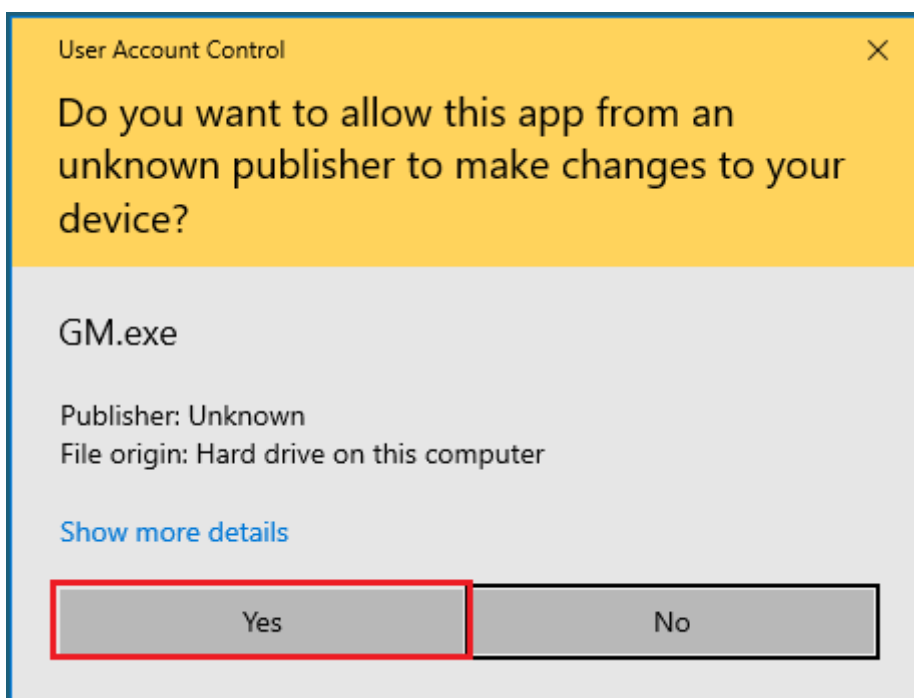 User Account Control
Do you want to allow this app from an
unknown publisher to make changes to your
device?
GM.exe
Publisher: Unknown
File origin: Hard drive on this computer
Show more details
Yes
No